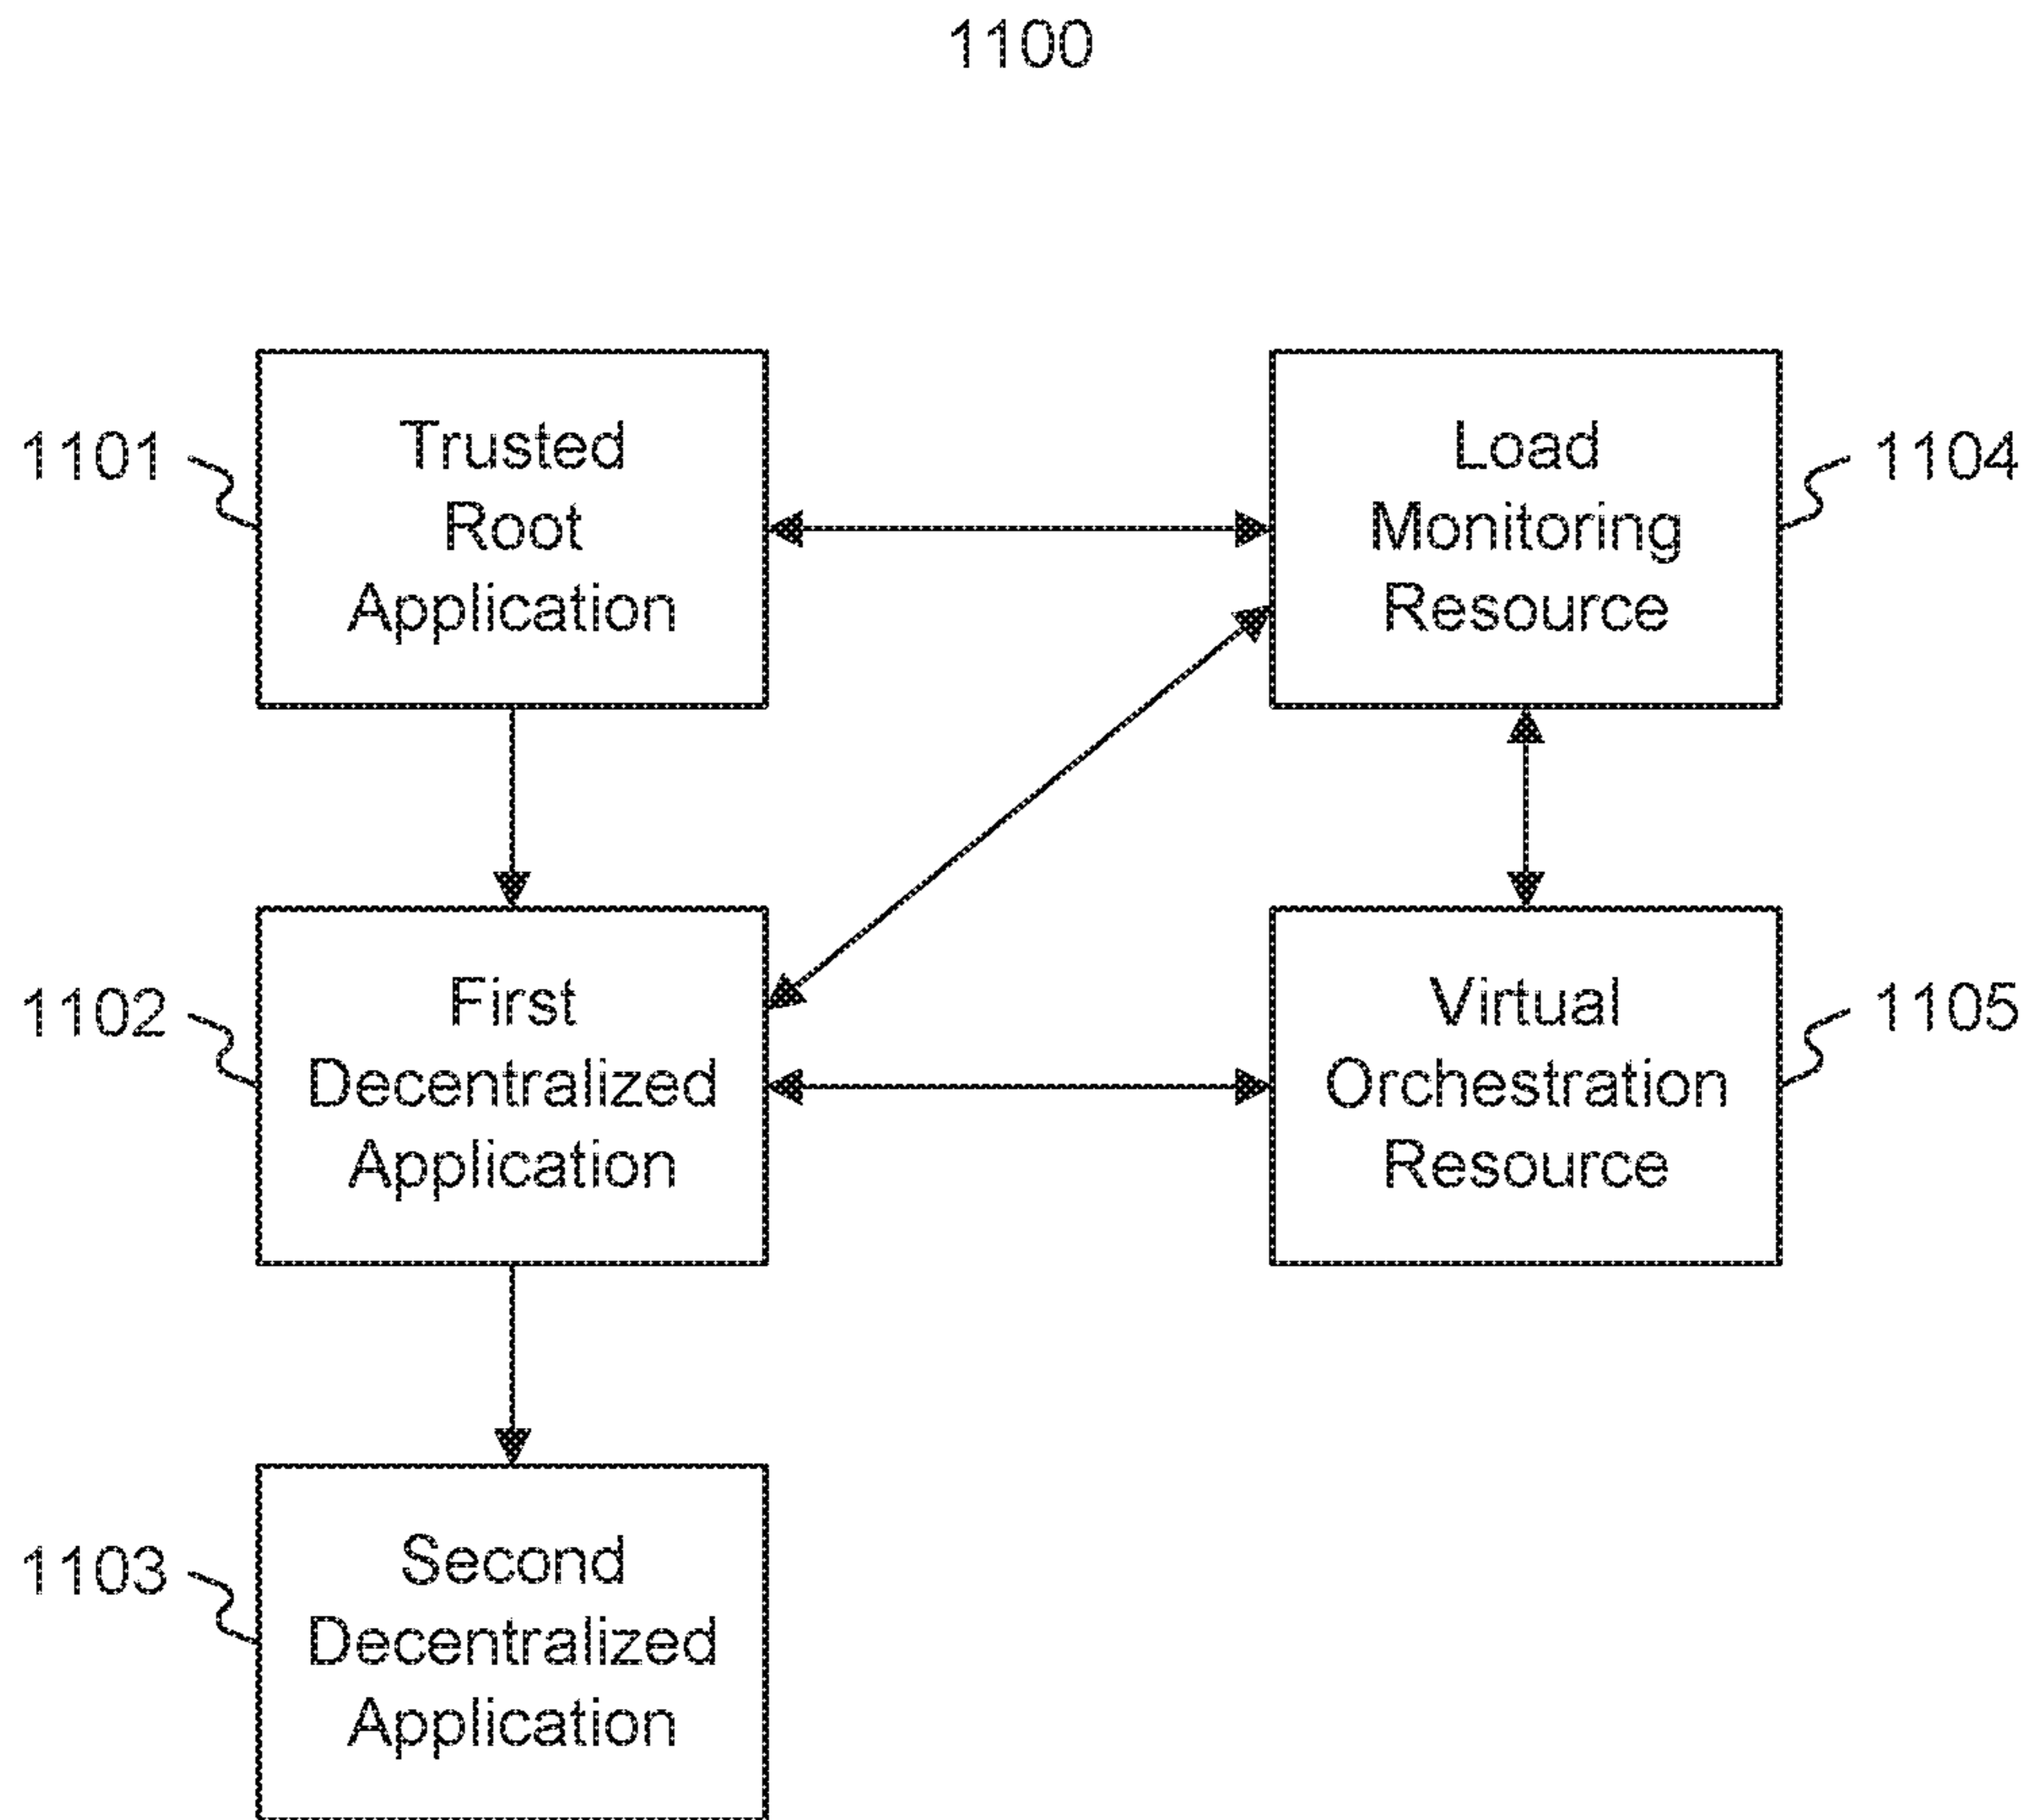 1100
1101
Trusted
Root
Application
Load
Monitoring
Resource
1104
1102
First
Decentralized
Application
Virtual
Orchestration
Resource
1105
1103
Second
Decentralized
Application